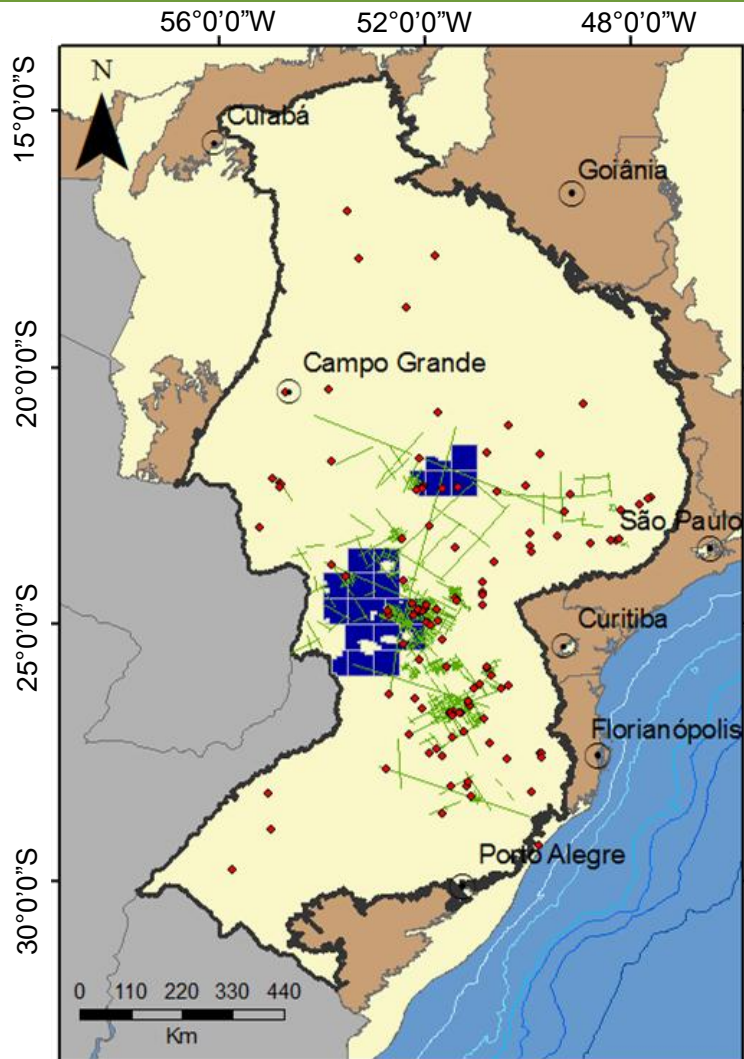 56°0'0"W 52°0'0"W 48°0'0"W
N
15°0'0"S
Cuiabá
Goiânia
20°0'0"S
Campo Grande
São Paulo
25°0'0"S
Curitiba
Florianópolis
Porto Alegre
30°0'0"S
0 110 220 330 440
Km